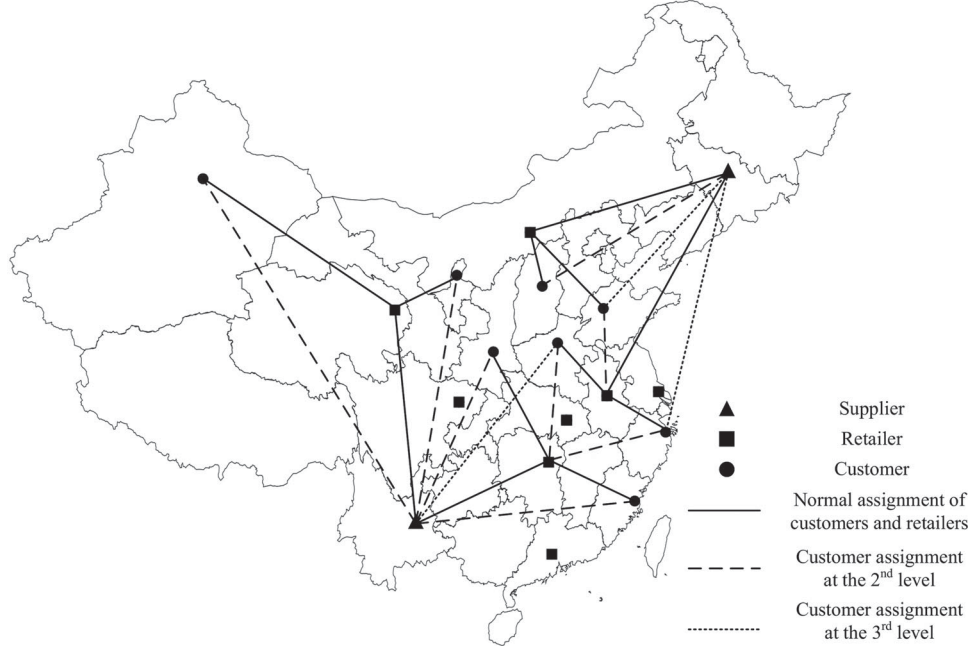 Supplier
Retailer
Customer
Normal assignment of
customers and retailers
Customer assignment
at the 2nd level
Customer assignment
at the 3rd level